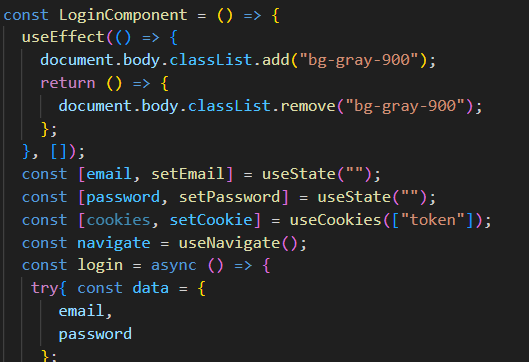 const LoginComponent = () => {
  useEffect(() => {
    document.body.classList.add("bg-gray-900");
    return () => {
      document.body.classList.remove("bg-gray-900");
    };
  }, []);
  const [email, setEmail] = useState("");
  const [password, setPassword] = useState("");
  const [cookies, setCookie] = useCookies(["token"]);
  const navigate = useNavigate();
  const login = async () => {
   try{ const data = {
      email,
      password
    };